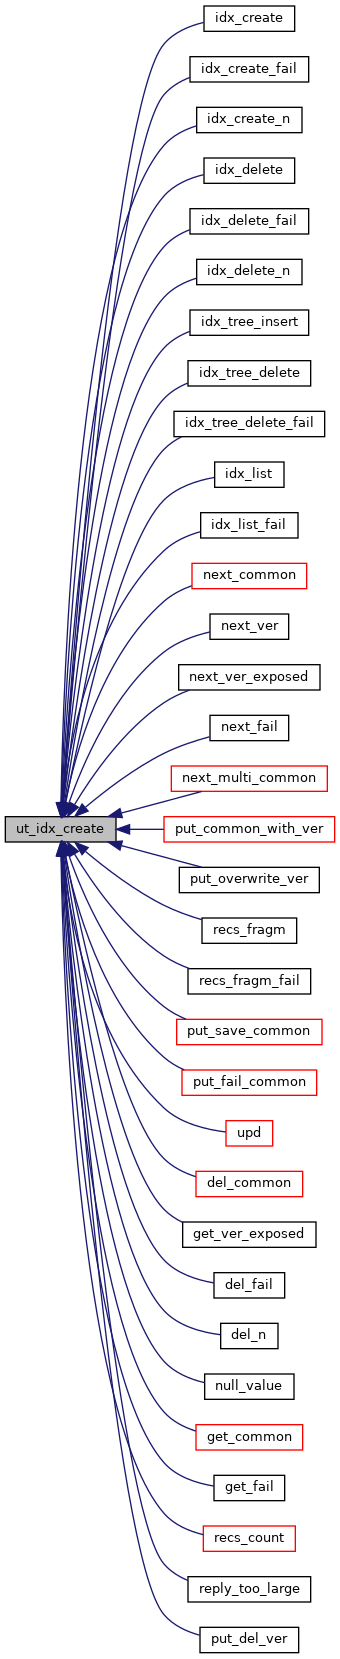 idx_create
idx_create_fail
idx_create_n
idx_delete
idx_delete_fail
idx_delete_n
idx_tree_insert
idx_tree_delete
idx_tree_delete_fail
idx_list
idx_list_fail
next_common
next_ver
next_ver_exposed
next_fail
next_multi_common
ut_idx_create
put_common_with_ver
put_overwrite_ver
recs_fragm
recs_fragm_fail
put_save_common
put_fail_common
upd
del_common
get_ver_exposed
del_fail
del_n
null_value
get_common
get_fail
recs_count
reply_too_large
put_del_ver